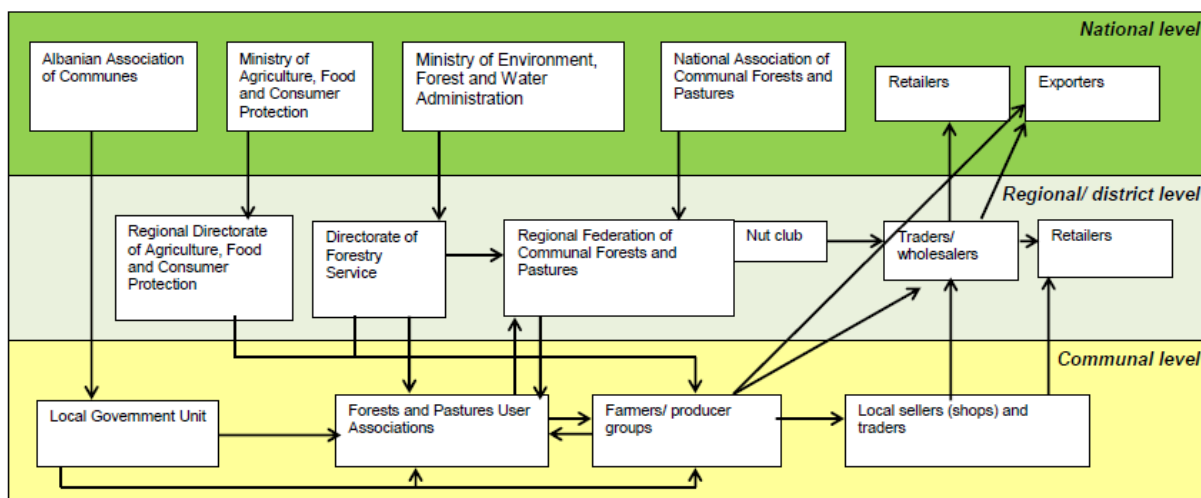 National level
Albanian Association
of Communes
Ministry of
Agriculture, Food
and Consumer
Protection
Ministry of Environment,
Forest and Water
Administration
National Association of
Communal Forests and
Pastures
Retailers
Exporters
Regional/ district level
Regional Directorate
of Agriculture, Food
and Consumer
Protection
Directorate of
Forestry
Service
Regional Federation of
Communal Forests and
Pastures
Nut club
Traders/
wholesalers
Retailers
Communal level
Local Government Unit
Forests and Pastures User
Associations
Farmers/ producer
groups
Local sellers (shops) and
traders